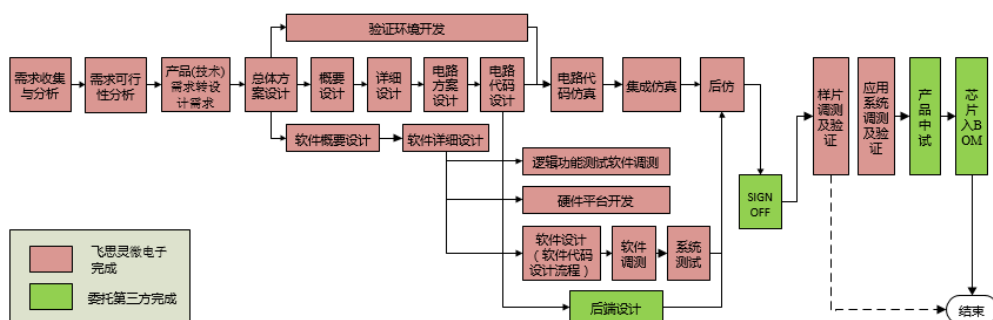 验证环境开发
需求收集
与分析
需求可行
性分析
产品(技术)
需求转设
计需求
总体方
案设计
概要
设计
详细
设计
电路
方案
设计
电路
代码
设计
电路代
码仿真
集成仿真
后仿
样片
调测
及验
证
应用
系统
调测
及验
证
产
品
中
试
芯
片
入B
OM
软件概要设计
软件详细设计
逻辑功能测试软件调测
硬件平台开发
SIGN
OFF
软件设计
（软件代码
设计流程）
软件
调测
系统
测试
后端设计
结束
飞思灵微电子
完成
委托第三方完成